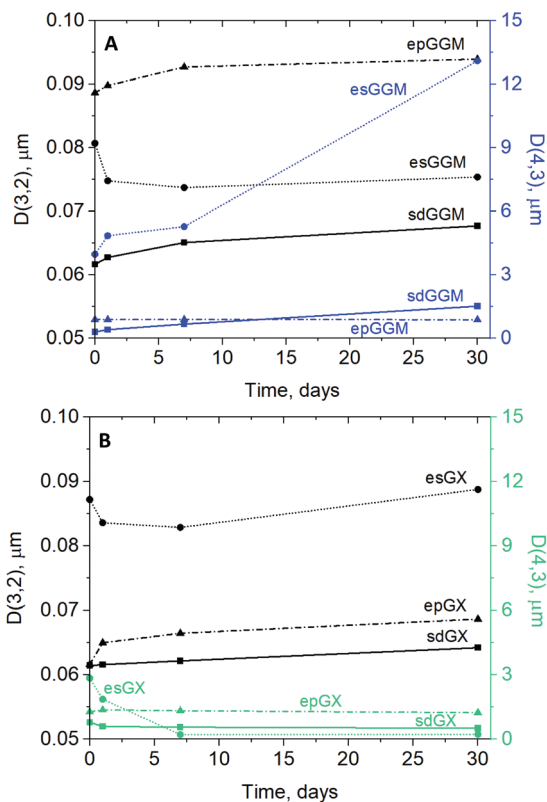 A
0.10
0.09
0.08
0.07
0.06
0.05
D(3,2), μm
15
12
9
6
3
0
D(4,3), μm
epGGM
esGGM
esGGM
sdGGM
sdGGM
epGGM
0 5 10 15 20 25 30
Time, days
B
0.10
0.09
0.08
0.07
0.06
0.05
D(3,2), μm
15
12
9
6
3
0
D(4,3), μm
esGX
epGX
sdGX
esGX
epGX
sdGX
0 5 10 15 20 25 30
Time, days